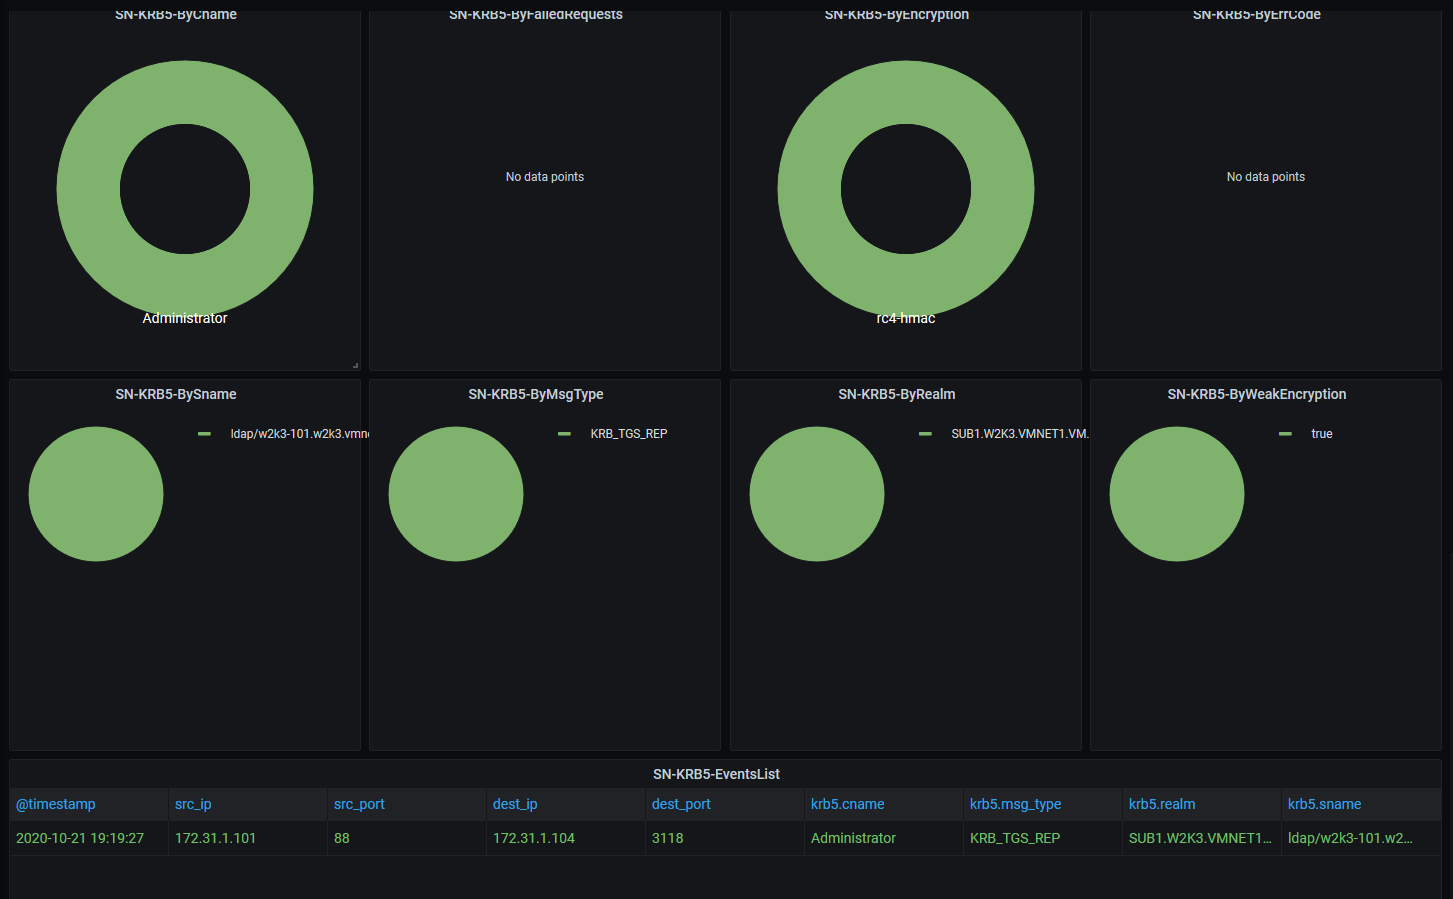 SN-KRB5-ByCname
SN-KRB5-ByFailedRequests
SN-KRB5-ByEncryption
SN-KRB5-ByErrCode
Administrator
No data points
rc4-hmac
No data points
SN-KRB5-BySname
SN-KRB5-ByMsgType
SN-KRB5-ByRealm
SN-KRB5-ByWeakEncryption
ldap/w2k3-101.w2k3.vmn
KRB_TGS_REP
SUB1.W2K3.VMNET1.VM.
true
SN-KRB5-EventsList
@timestamp src_ip src_port dest_ip dest_port krb5.cname krb5.msg_type krb5.realm krb5.sname
2020-10-21 19:19:27 172.31.1.101 88 172.31.1.104 3118 Administrator KRB_TGS_REP SUB1.W2K3.VMNET1... ldap/w2k3-101.w2...